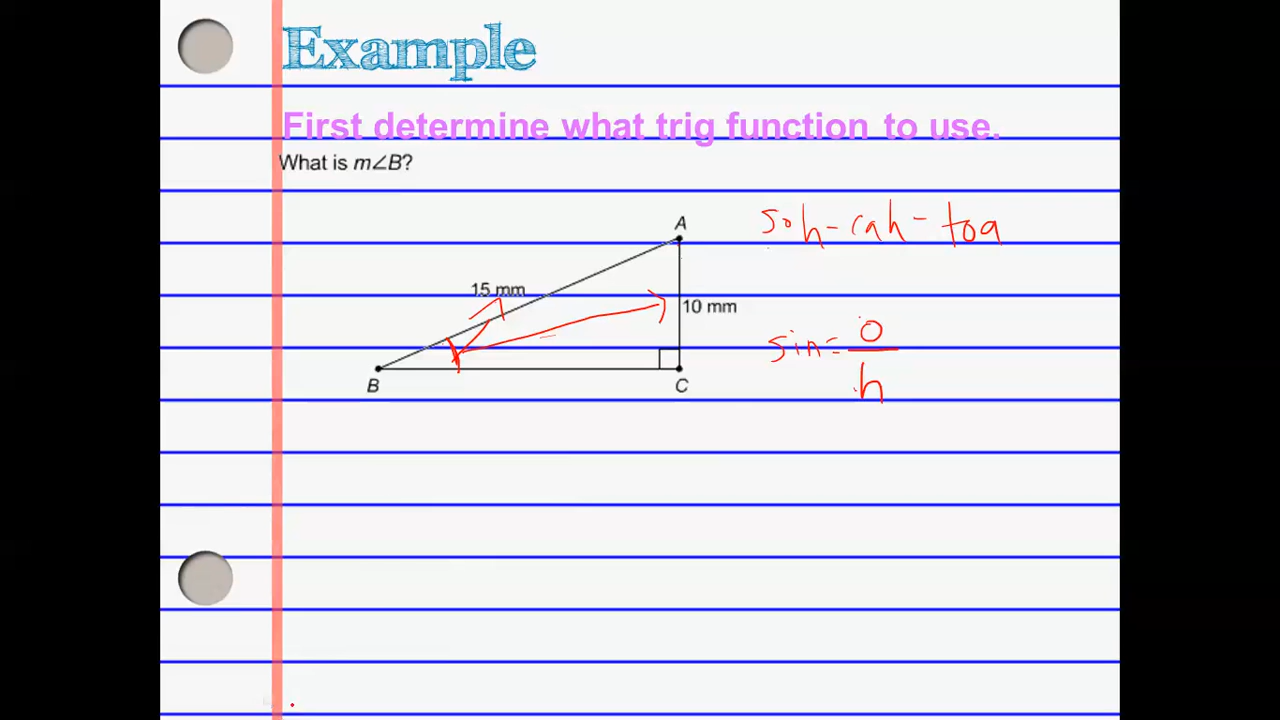 Example
First determine what trig function to use.
What is m∠B?
A
soh-cah-toa
15 mm
10 mm
sin = o/h
B
C